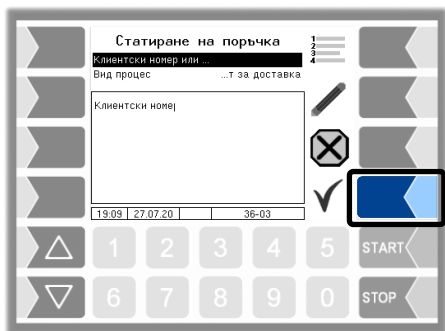 Статиране на поръчка
Клиентски номер или ...
Вид процес ...т за доставка
Клиентски номе
19:09 27.07.20 36-03
1
2
3
4
1 2 3 4 5 START
6 7 8 9 0 STOP